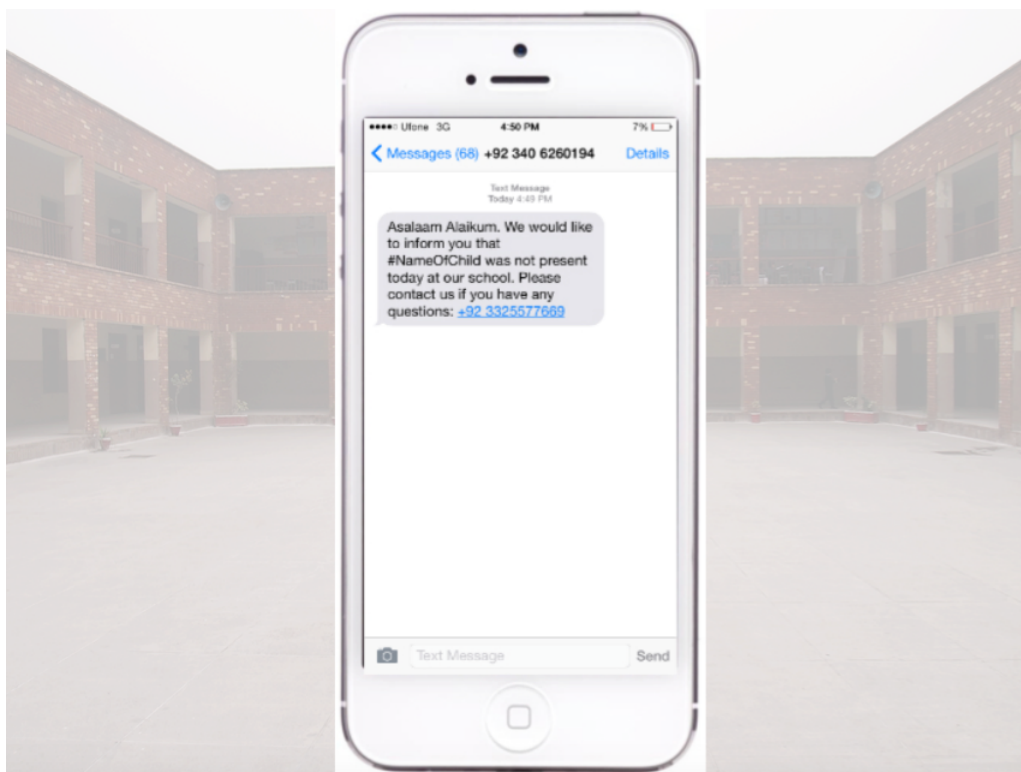 Ufone 3G 4:50 PM 7%
Messages (68) +92 340 6260194 Details
Text Message
Today 4:49 PM
Asalaam Alaikum. We would like
to inform you that
#NameOfChild was not present
today at our school. Please
contact us if you have any
questions: +92 3325577669
Text Message Send